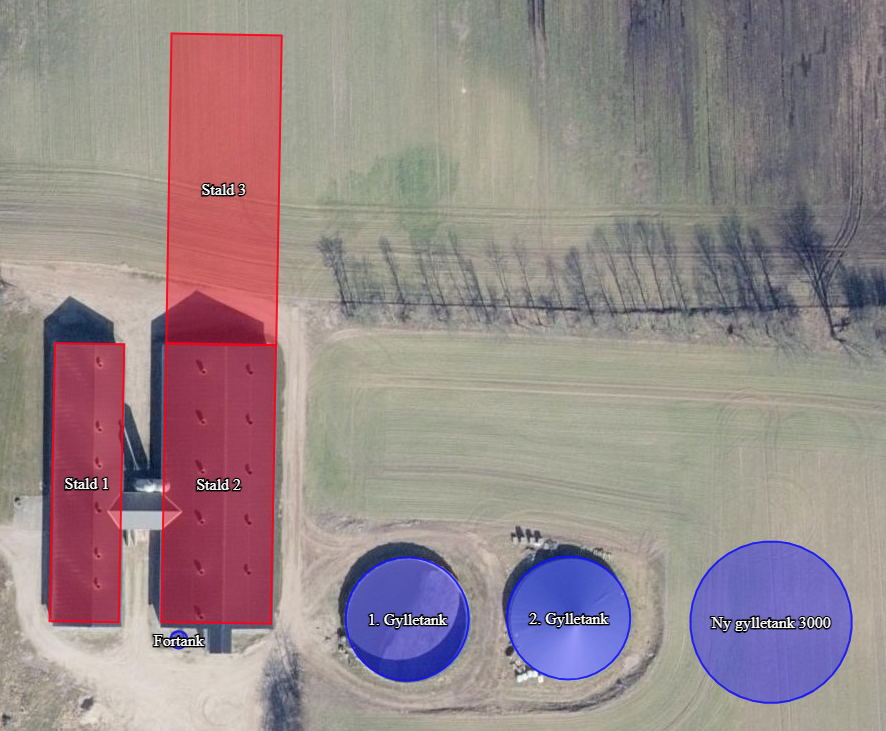 Stald 3
Stald 1
Stald 2
1. Gylletank
2. Gylletank
Ny gylletank 3000
Fortank